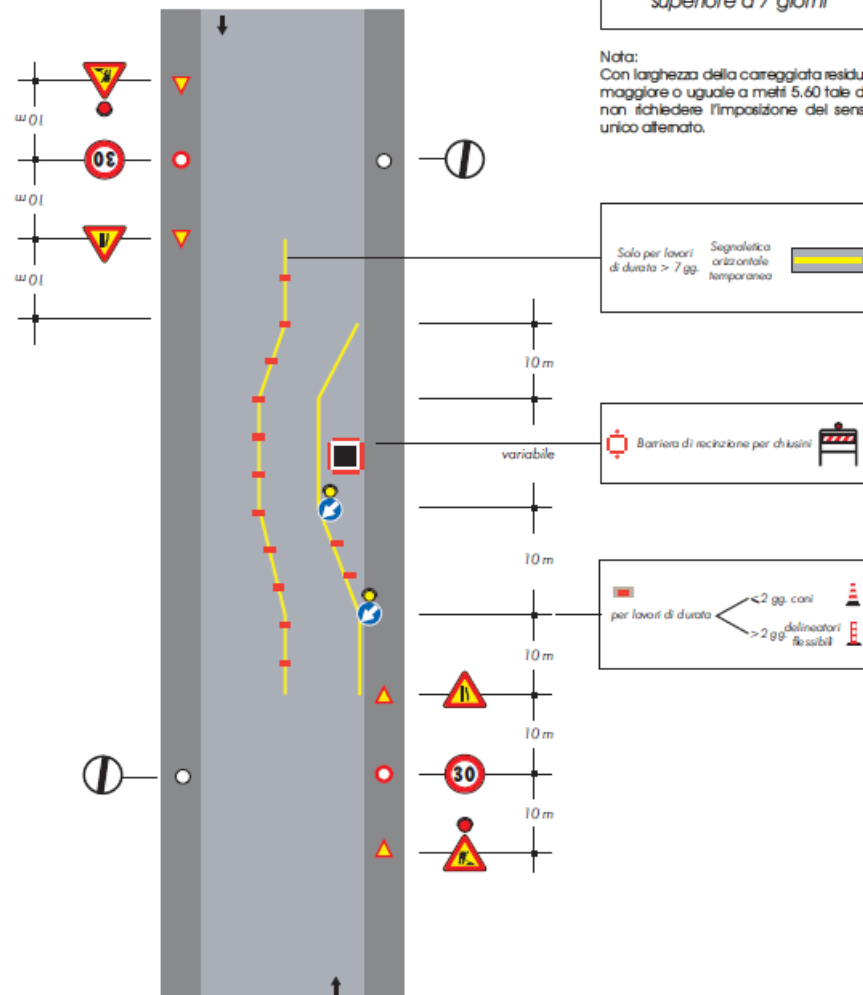 superiore a 7 giorni
Nota:
Con larghezza della carreggiata residu
maggiore o uguale a metri 5.60 tale d
non richiedere l'imposizione del sens
unico alternato.
10 m
30
10 m
10 m
Solo per lavori
di durata > 7 gg.
Segnaletica
orizzontale
temporanea
10 m
variabile
Barriera di recinzione per chiusini
10 m
per lavori di durata
<2 gg. coni
>2 gg. delineatori
flessibili
10 m
10 m
30
10 m